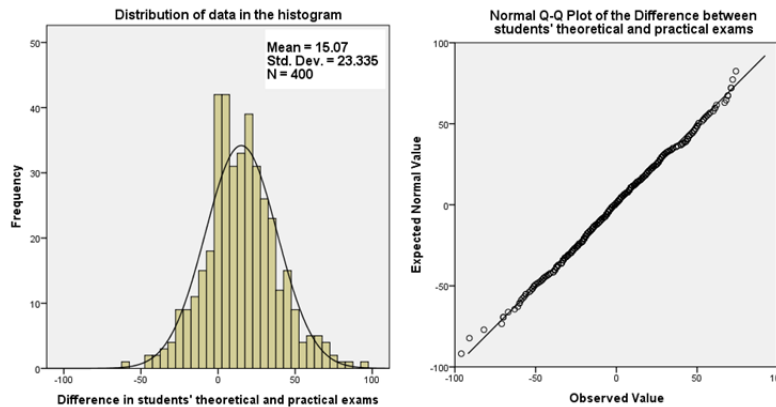 Distribution of data in the histogram
Mean = 15.07
Std. Dev. = 23.335
N = 400
50
40
30
20
10
0
Frequency
-100
-50
0
50
100
Difference in students' theoretical and practical exams
Normal Q-Q Plot of the Difference between
students' theoretical and practical exams
100
50
0
-50
-100
Expected Normal Value
-100
-50
0
50
Observed Value